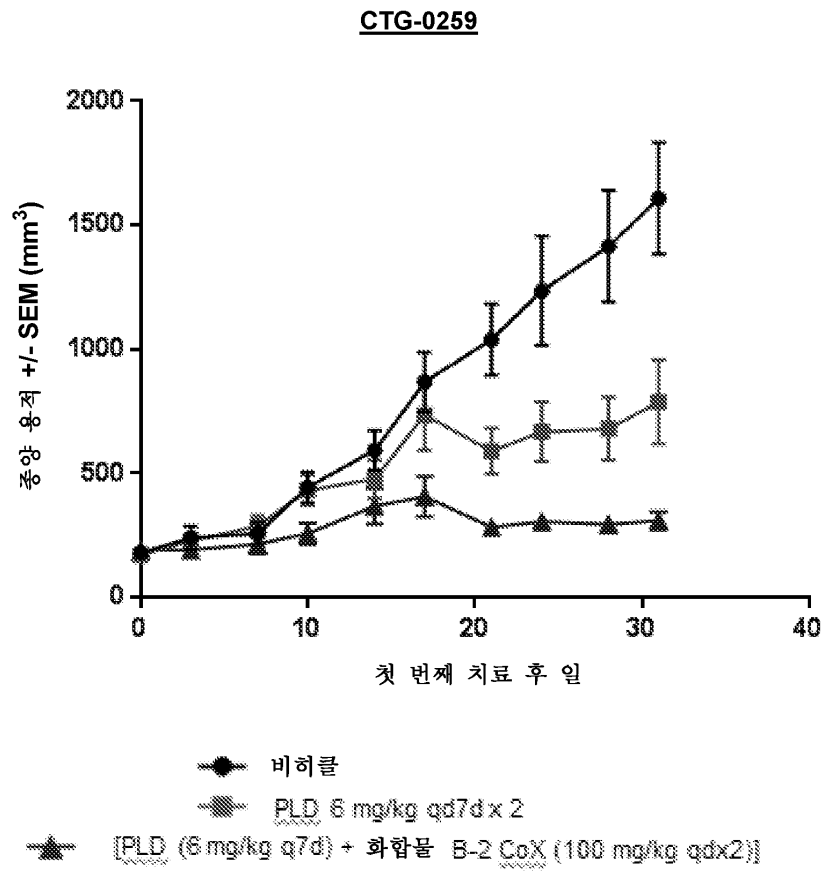 CTG-0259
2000
1500
1000
500
0
종양 용적 +/- SEM (mm³)
0 10 20 30 40
첫 번째 치료 후 일
비히클
PLD 6 mg/kg qd7d x 2
[PLD (6 mg/kg q7d) + 화합물 B-2 CoX (100 mg/kg qdx2)]